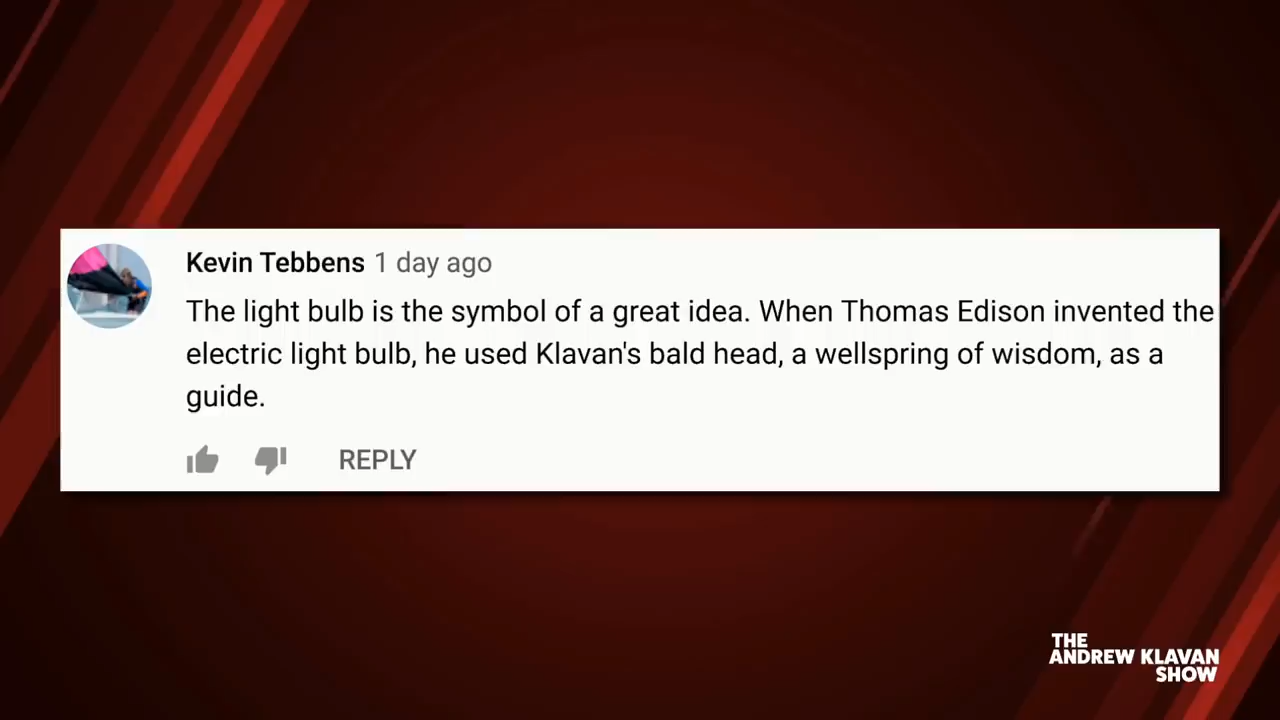 Kevin Tebbens 1 day ago
The light bulb is the symbol of a great idea. When Thomas Edison invented the
electric light bulb, he used Klavan's bald head, a wellspring of wisdom, as a
guide.
REPLY
THE
ANDREW KLAVAN
SHOW